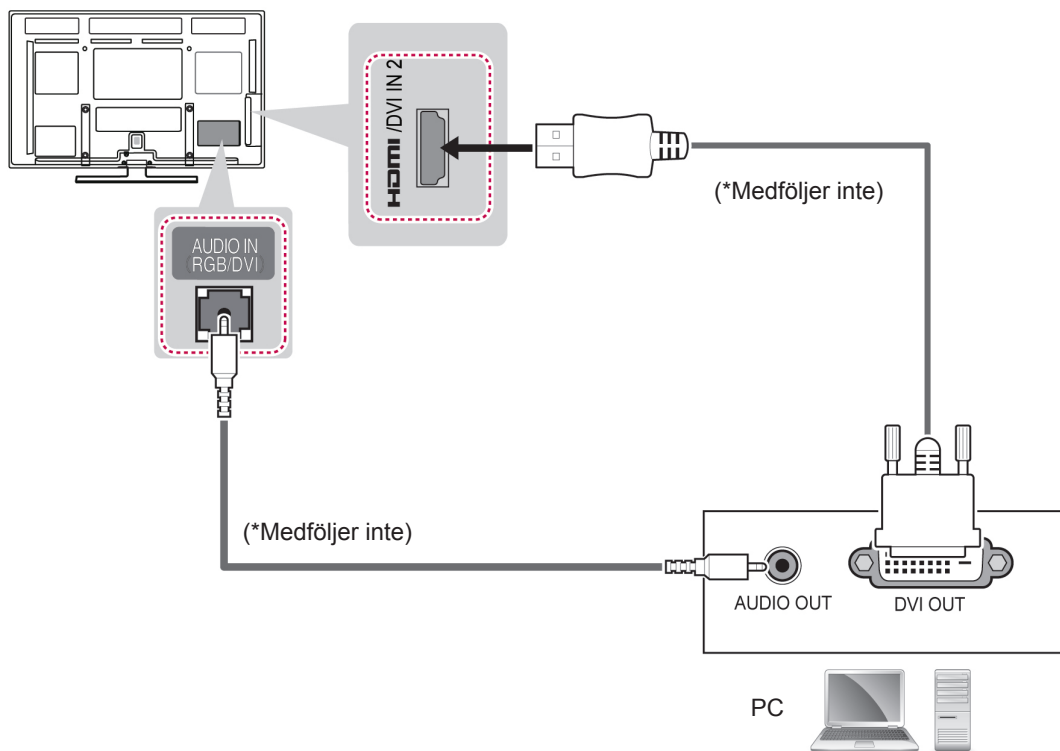 HDMI /DVI IN 2
(*Medföljer inte)
AUDIO IN
(RGB/DVI)
(*Medföljer inte)
AUDIO OUT
DVI OUT
PC